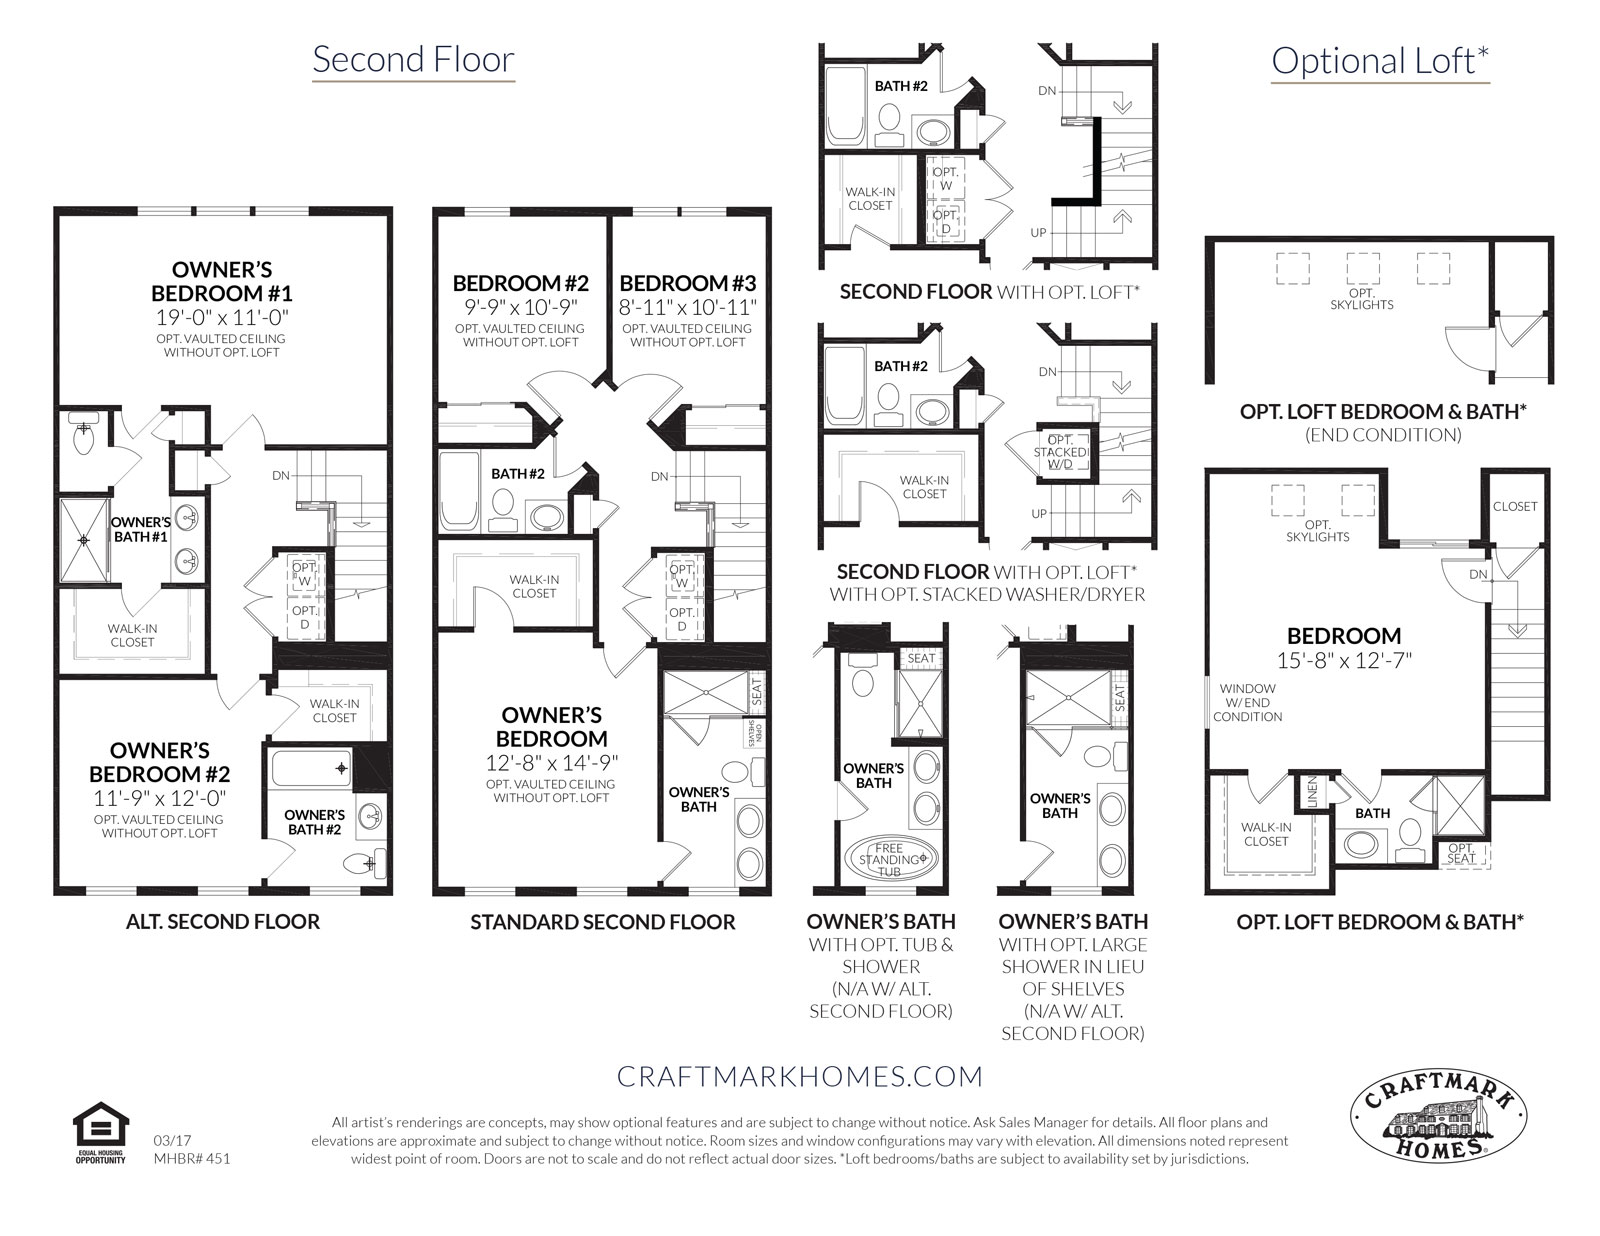 Second Floor
Optional Loft*
OWNER'S
BEDROOM #1
19'-0" x 11'-0"
OPT. VAULTED CEILING
WITHOUT OPT. LOFT
OWNER'S
BATH #1
DN
OPT.
W
OPT.
D
WALK-IN
CLOSET
WALK-IN
CLOSET
OWNER'S
BEDROOM #2
11'-9" x 12'-0"
OPT. VAULTED CEILING
WITHOUT OPT. LOFT
OWNER'S
BATH #2
ALT. SECOND FLOOR
BEDROOM #2
9'-9" x 10'-9"
OPT. VAULTED CEILING
WITHOUT OPT. LOFT
BEDROOM #3
8'-11" x 10'-11"
OPT. VAULTED CEILING
WITHOUT OPT. LOFT
BATH #2
DN
WALK-IN
CLOSET
OPT.
W
OPT.
D
OWNER'S
BEDROOM
12'-8" x 14'-9"
OPT. VAULTED CEILING
WITHOUT OPT. LOFT
SEAT
OPEN
SHELVES
OWNER'S
BATH
STANDARD SECOND FLOOR
BATH #2
DN
WALK-IN
CLOSET
OPT.
W
OPT.
D
UP
SECOND FLOOR WITH OPT. LOFT*
BATH #2
DN
OPT.
STACKED
W/D
WALK-IN
CLOSET
UP
SECOND FLOOR WITH OPT. LOFT*
WITH OPT. STACKED WASHER/DRYER
SEAT
OWNER'S
BATH
FREE
STANDING
TUB
OWNER'S BATH
WITH OPT. TUB &
SHOWER
(N/A W/ ALT.
SECOND FLOOR)
SEAT
OWNER'S
BATH
OWNER'S BATH
WITH OPT. LARGE
SHOWER IN LIEU
OF SHELVES
(N/A W/ ALT.
SECOND FLOOR)
OPT.
SKYLIGHTS
OPT. LOFT BEDROOM & BATH*
(END CONDITION)
OPT.
SKYLIGHTS
CLOSET
DN
BEDROOM
15'-8" x 12'-7"
WINDOW
W/ END
CONDITION
LINEN
BATH
WALK-IN
CLOSET
OPT.
SEAT
OPT. LOFT BEDROOM & BATH*
CRAFTMARKHOMES.COM
EQUAL HOUSING
OPPORTUNITY
03/17
MHBR# 451
All artist's renderings are concepts, may show optional features and are subject to change without notice. Ask Sales Manager for details. All floor plans and
elevations are approximate and subject to change without notice. Room sizes and window configurations may vary with elevation. All dimensions noted represent
widest point of room. Doors are not to scale and do not reflect actual door sizes. *Loft bedrooms/baths are subject to availability set by jurisdictions.
· CRAFTMARK ·
HOMES®